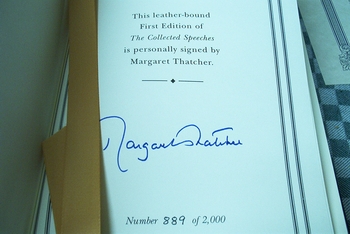 This leather-bound
First Edition of
The Collected Speeches
is personally signed by
Margaret Thatcher.
Margaret Thatcher
Number 889 of 2,000